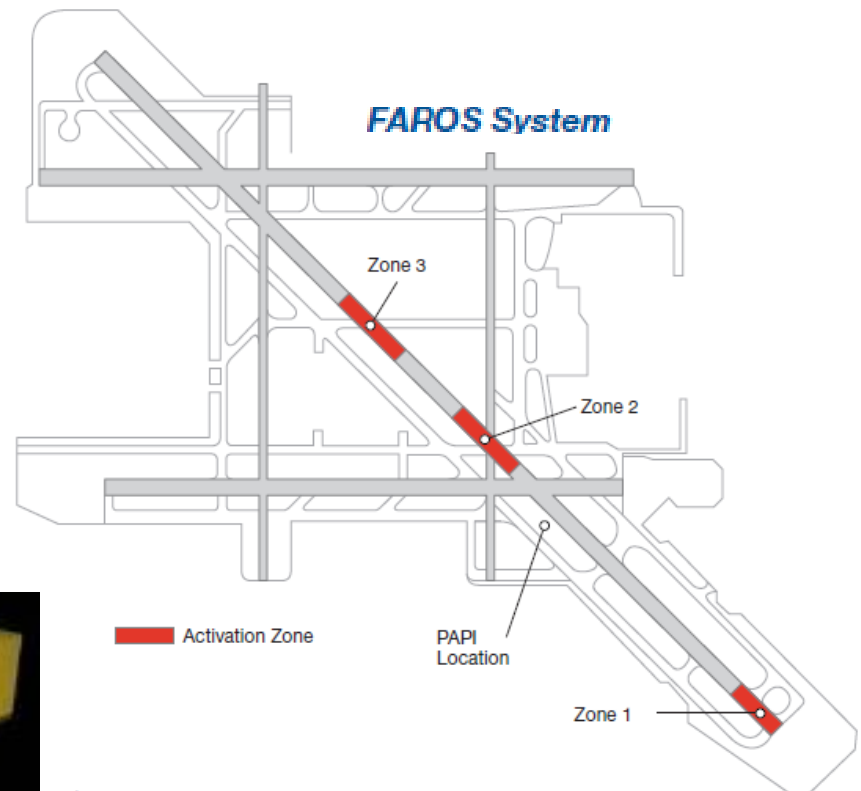 FAROS System
Zone 3
Zone 2
Activation Zone
PAPI
Location
Zone 1